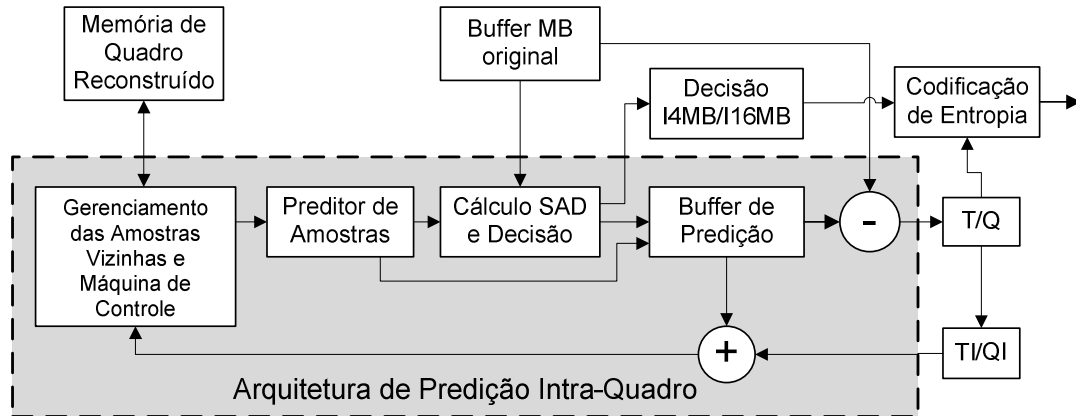 Memória de
Quadro
Reconstruído
Buffer MB
original
Decisão
I4MB/I16MB
Codificação
de Entropia
Gerenciamento
das Amostras
Vizinhas e
Máquina de
Controle
Preditor de
Amostras
Cálculo SAD
e Decisão
Buffer de
Predição
-
T/Q
+
TI/QI
Arquitetura de Predição Intra-Quadro